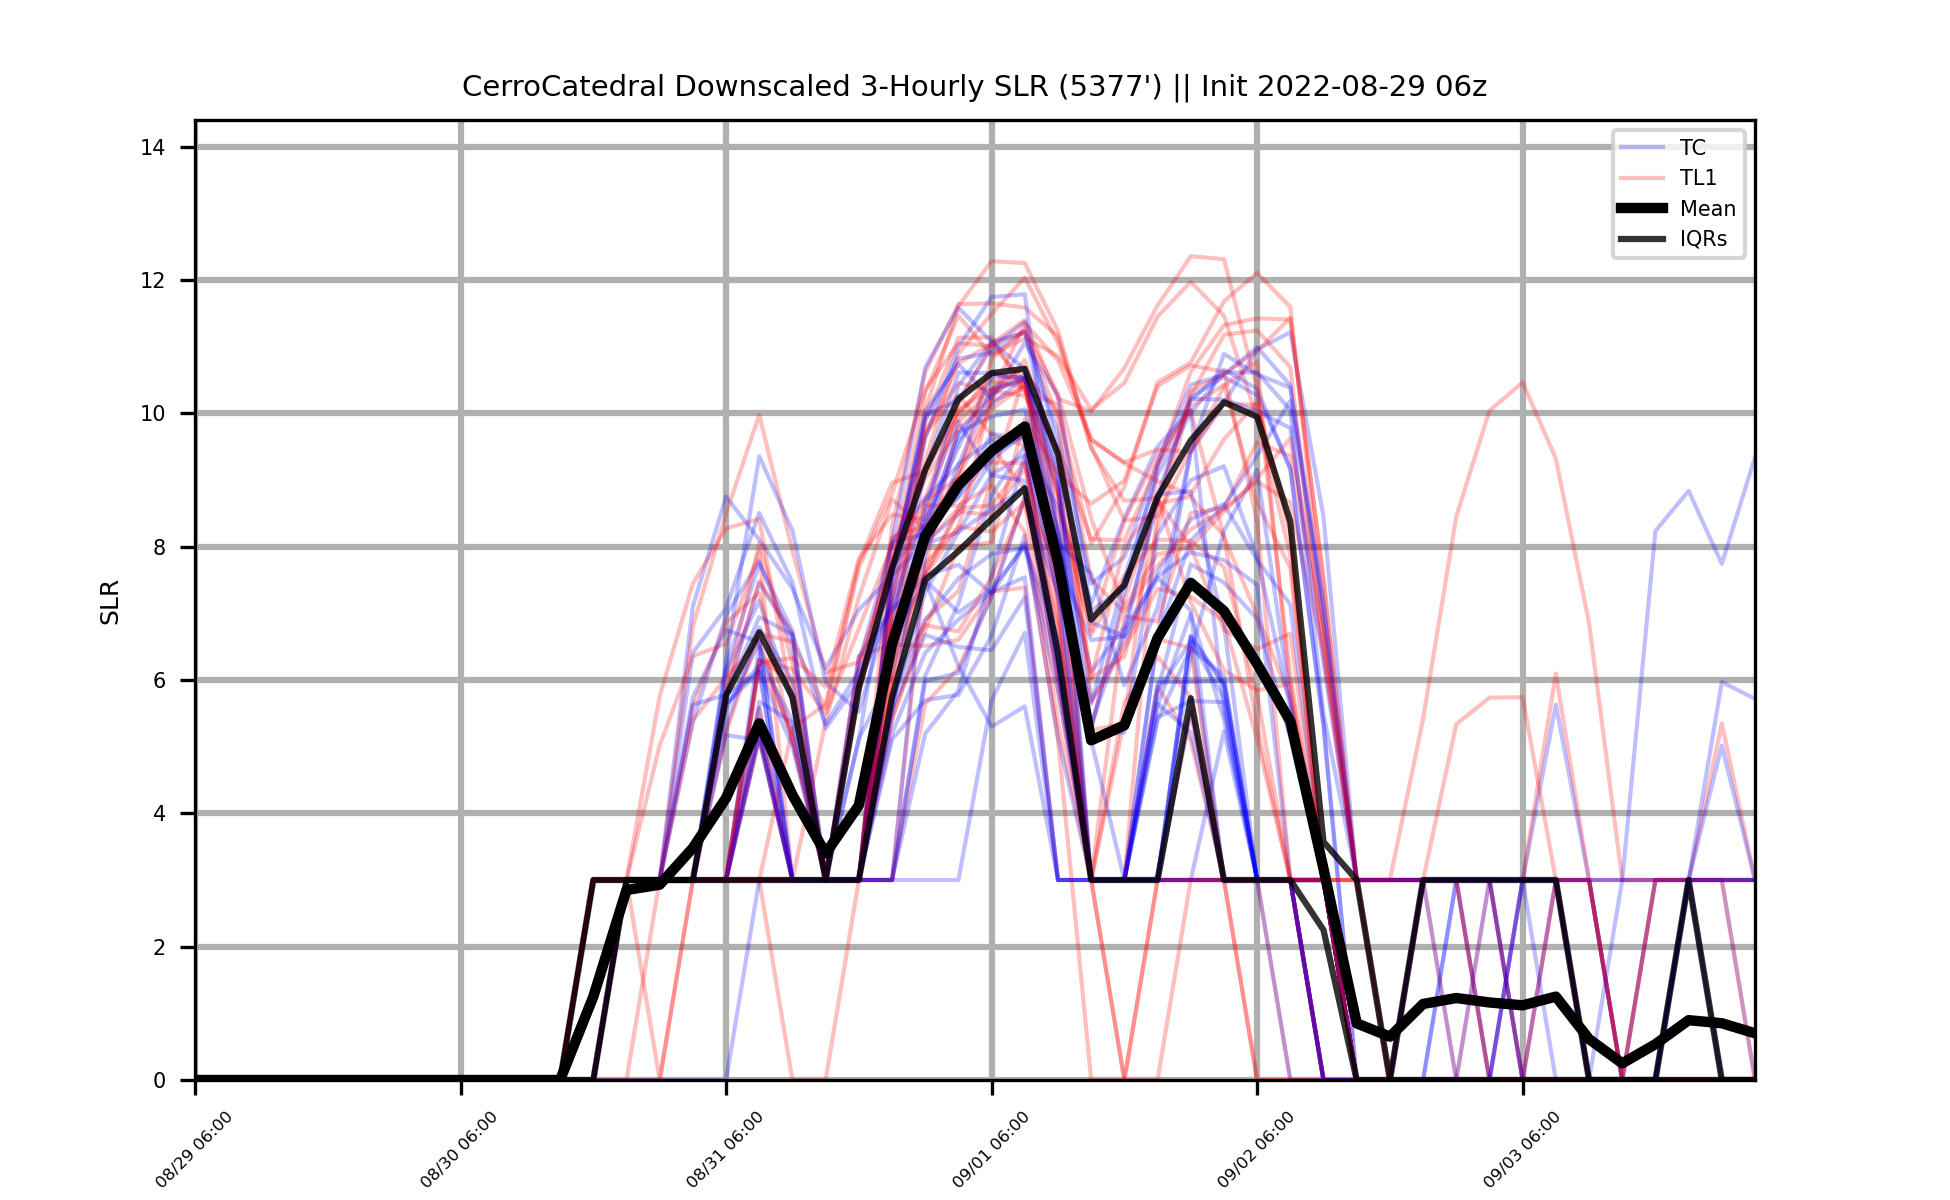 CerroCatedral Downscaled 3-Hourly SLR (5377') || Init 2022-08-29 06z
TC
TL1
Mean
IQRs
SLR
14
12
10
8
6
4
2
0
08/29 06:00
08/30 06:00
08/31 06:00
09/01 06:00
09/02 06:00
09/03 06:00